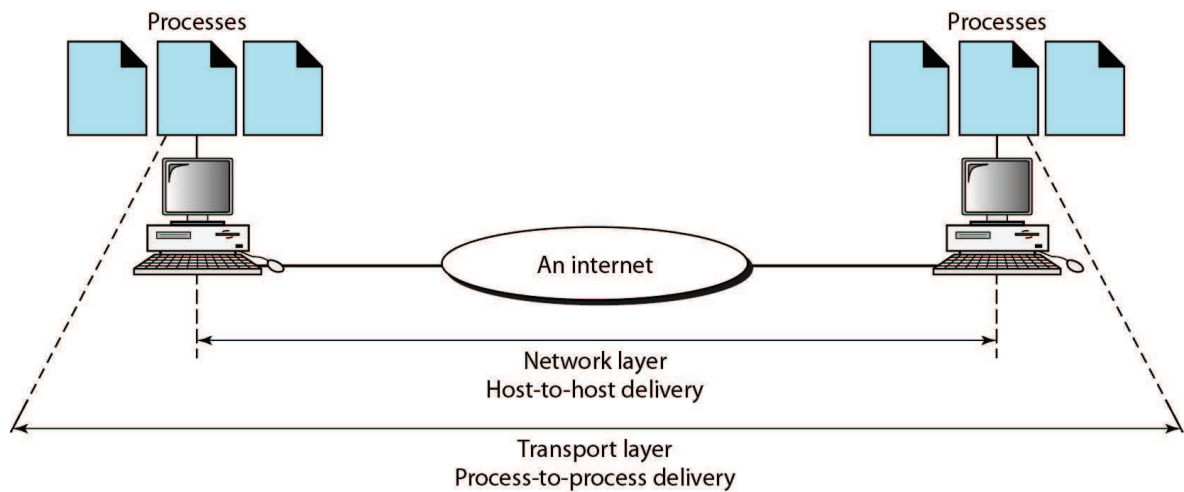 Processes
Processes
An internet
Network layer
Host-to-host delivery
Transport layer
Process-to-process delivery